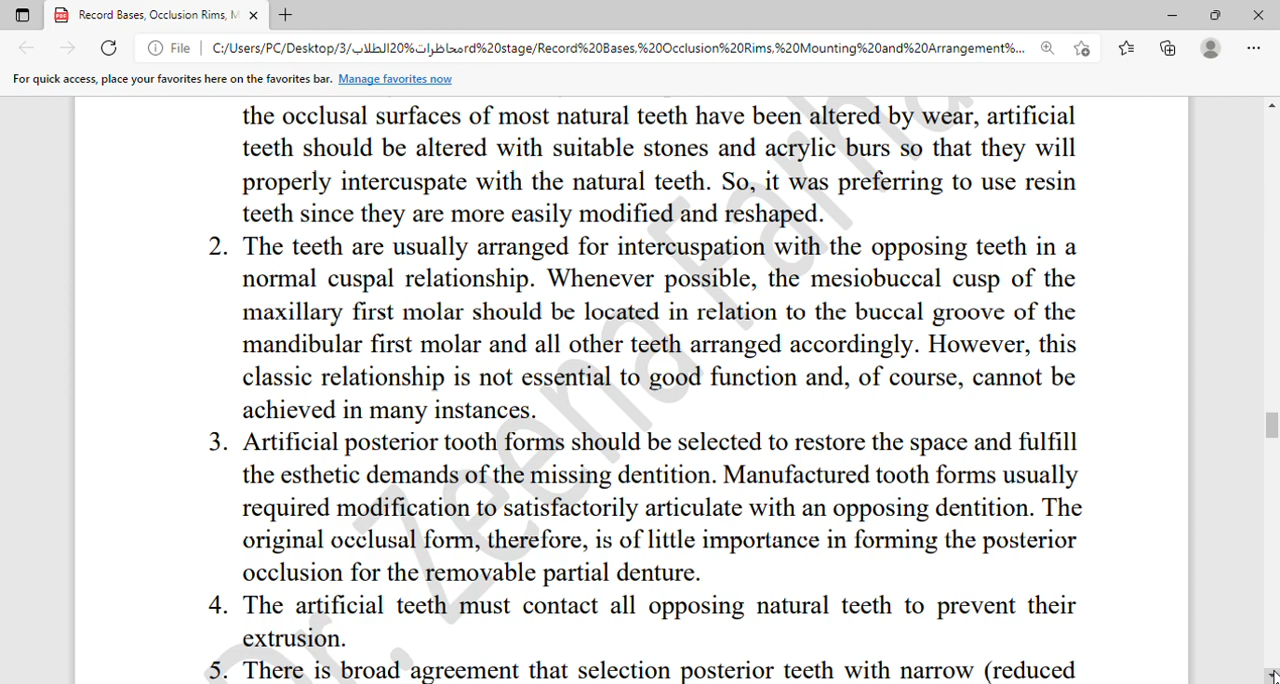 Record Bases, Occlusion Rims, M
File
C:/Users/PC/Desktop/3/محاظرات%20الطلاب%20rd%20stage/Record%20Bases,%20Occlusion%20Rims,%20Mounting%20and%20Arrangement%...
For quick access, place your favorites here on the favorites bar. Manage favorites now
the occlusal surfaces of most natural teeth have been altered by wear, artificial
teeth should be altered with suitable stones and acrylic burs so that they will
properly intercuspate with the natural teeth. So, it was preferring to use resin
teeth since they are more easily modified and reshaped.
2. The teeth are usually arranged for intercuspation with the opposing teeth in a
normal cuspal relationship. Whenever possible, the mesiobuccal cusp of the
maxillary first molar should be located in relation to the buccal groove of the
mandibular first molar and all other teeth arranged accordingly. However, this
classic relationship is not essential to good function and, of course, cannot be
achieved in many instances.
3. Artificial posterior tooth forms should be selected to restore the space and fulfill
the esthetic demands of the missing dentition. Manufactured tooth forms usually
required modification to satisfactorily articulate with an opposing dentition. The
original occlusal form, therefore, is of little importance in forming the posterior
occlusion for the removable partial denture.
4. The artificial teeth must contact all opposing natural teeth to prevent their
extrusion.
5. There is broad agreement that selection posterior teeth with narrow (reduced
Dr. Zeena